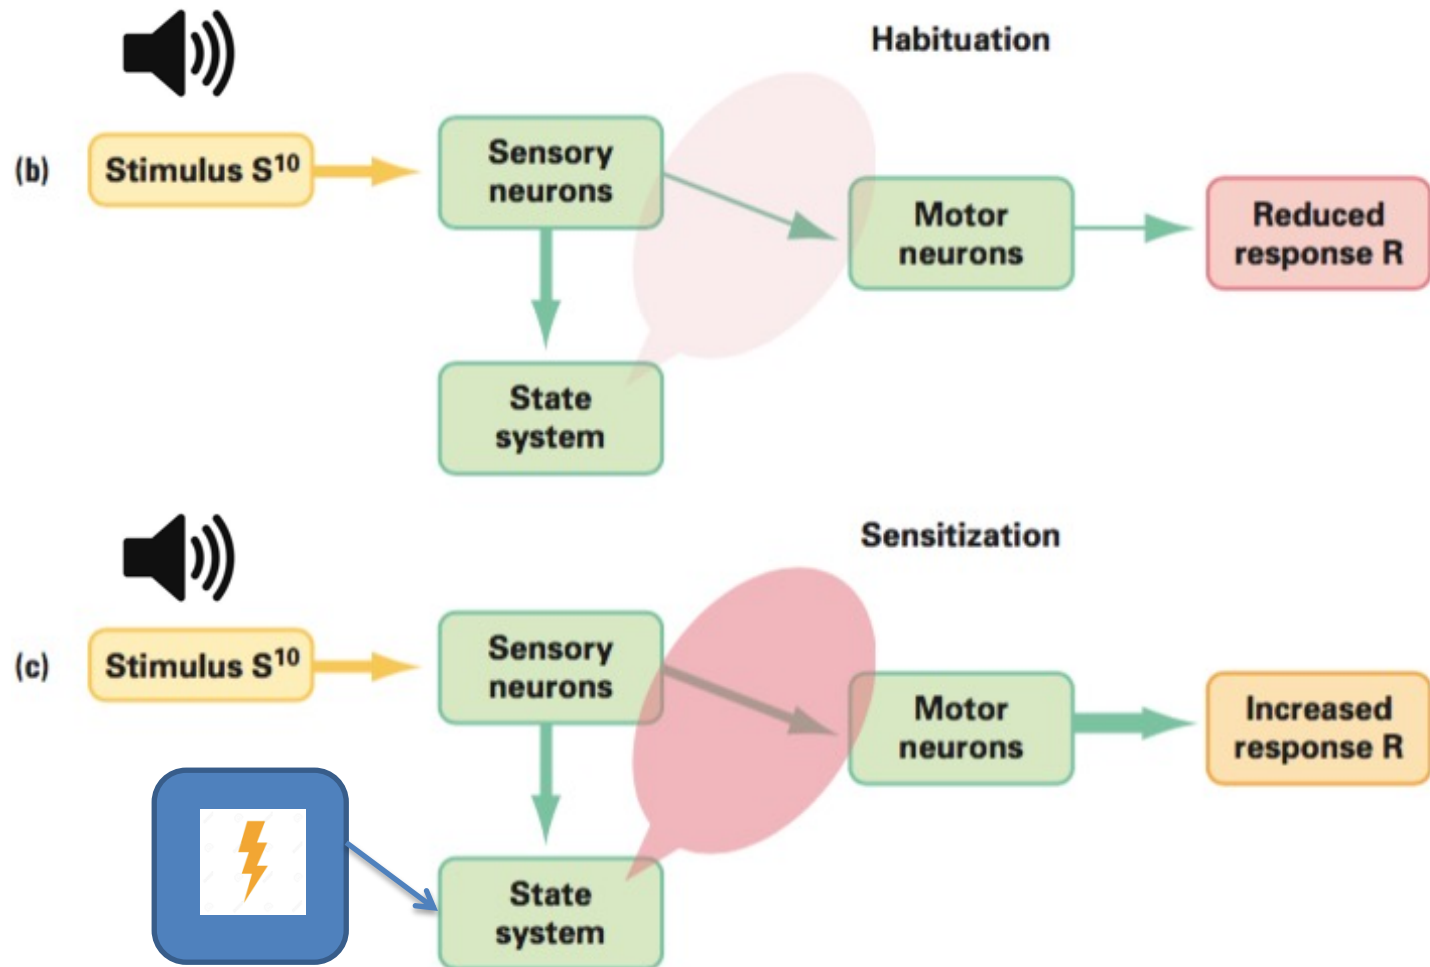 Habituation
(b)
Stimulus S¹⁰
Sensory
neurons
Motor
neurons
Reduced
response R
State
system
Sensitization
(c)
Stimulus S¹⁰
Sensory
neurons
Motor
neurons
Increased
response R
State
system